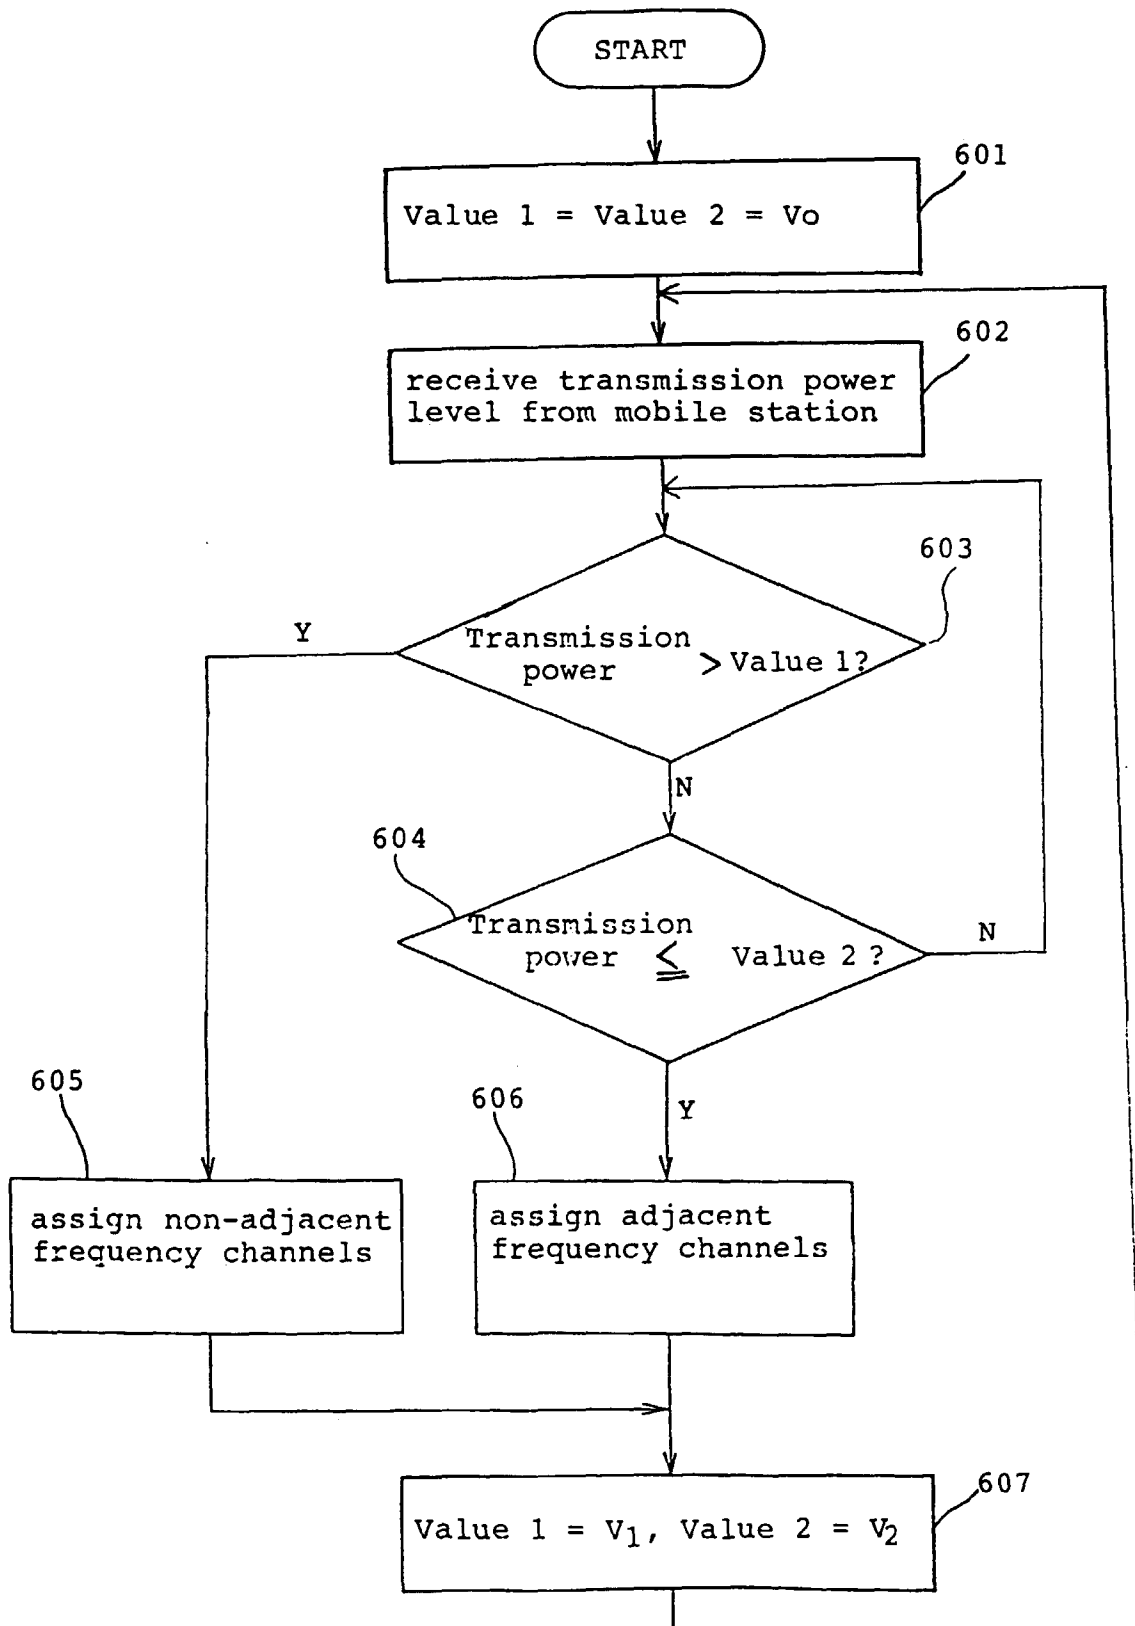 START
601
Value 1 = Value 2 = Vo
602
receive transmission power
level from mobile station
603
Transmission
power > Value 1?
Y
N
604
Transmission
power ≦ Value 2 ?
N
Y
605
606
assign non-adjacent
frequency channels
assign adjacent
frequency channels
607
Value 1 = V1, Value 2 = V2